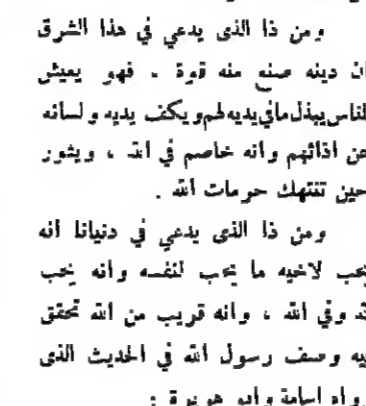 ومن ذا الذى يدعي في هذا الشرق
ان دينه صنع منه قوة ، فهو يعيش
للناس يبذل مافي يديه لهم ويكف يديه ولسانه
عن اذائهم وانه خاصم في الله ، ويثور
حين تنتهك حرمات الله .
ومن ذا الذى يدعي في دنيانا انه
يحب لاخيه ما يحب لنفسه وانه يحب
لله وفي الله ، وانه قريب من الله تحقق
فيه وصف رسول الله في الحديث الذى
رواه اسامة وابو هريرة :